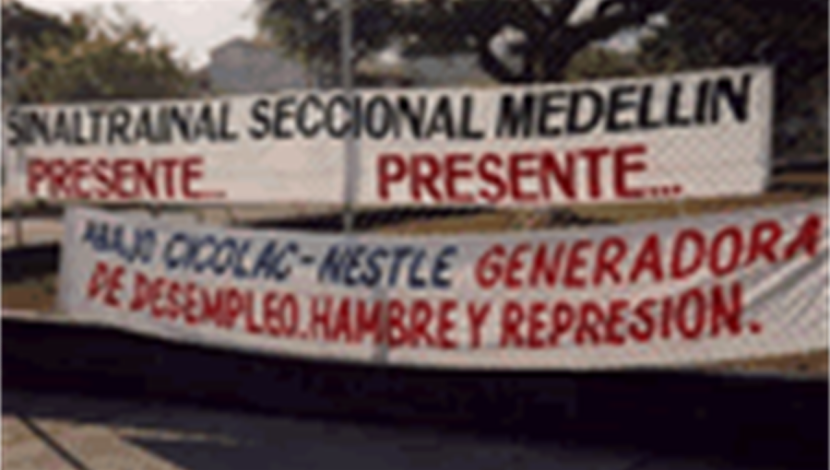 SINALTRAINAL SECCIONAL MEDELLIN
PRESENTE... PRESENTE...
ABAJO CICOLAC-NESTLE GENERADORA
DE DESEMPLEO.HAMBRE Y REPRESION.